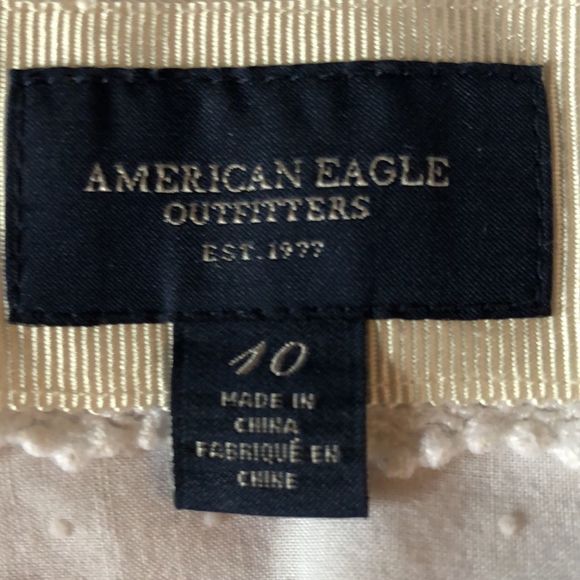 AMERICAN EAGLE
OUTFITTERS
EST. 1977
10
MADE IN
CHINA
FABRIQUÉ EN
CHINE